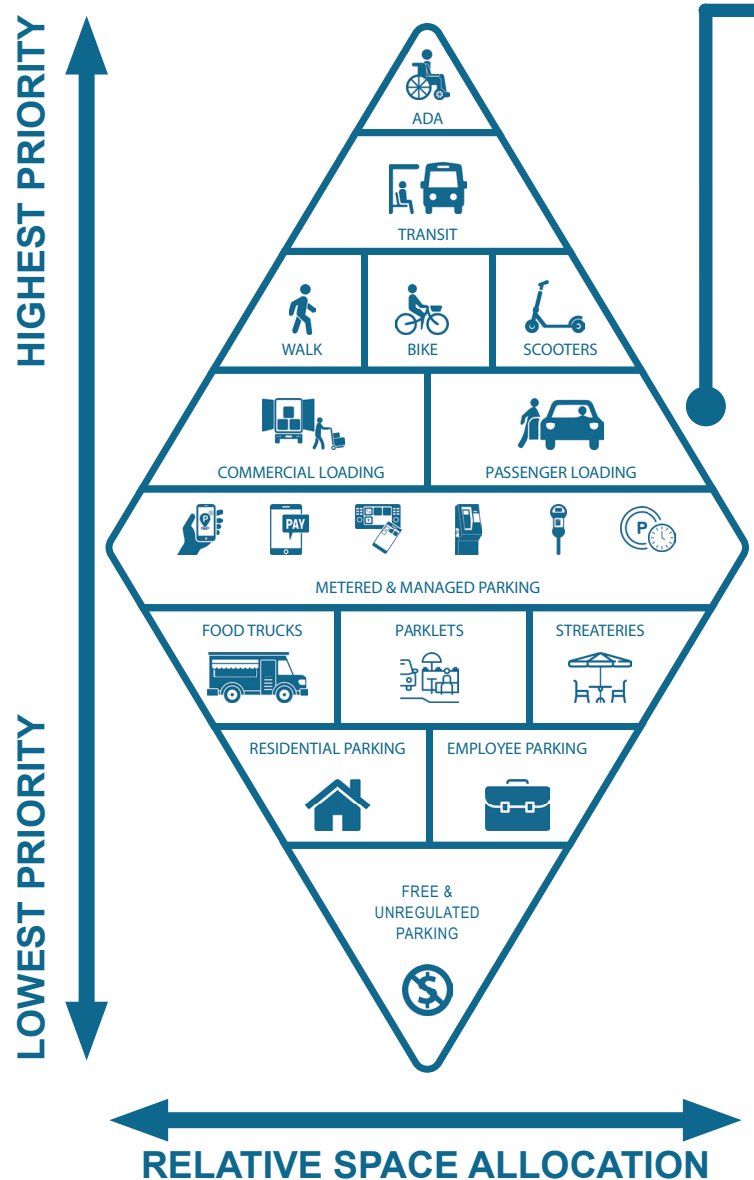 HIGHEST PRIORITY
LOWEST PRIORITY
ADA
TRANSIT
WALK
BIKE
SCOOTERS
COMMERCIAL LOADING
PASSENGER LOADING
P
PAY
P
METERED & MANAGED PARKING
FOOD TRUCKS
PARKLETS
STREATERIES
RESIDENTIAL PARKING
EMPLOYEE PARKING
FREE &
UNREGULATED
PARKING
$
RELATIVE SPACE ALLOCATION